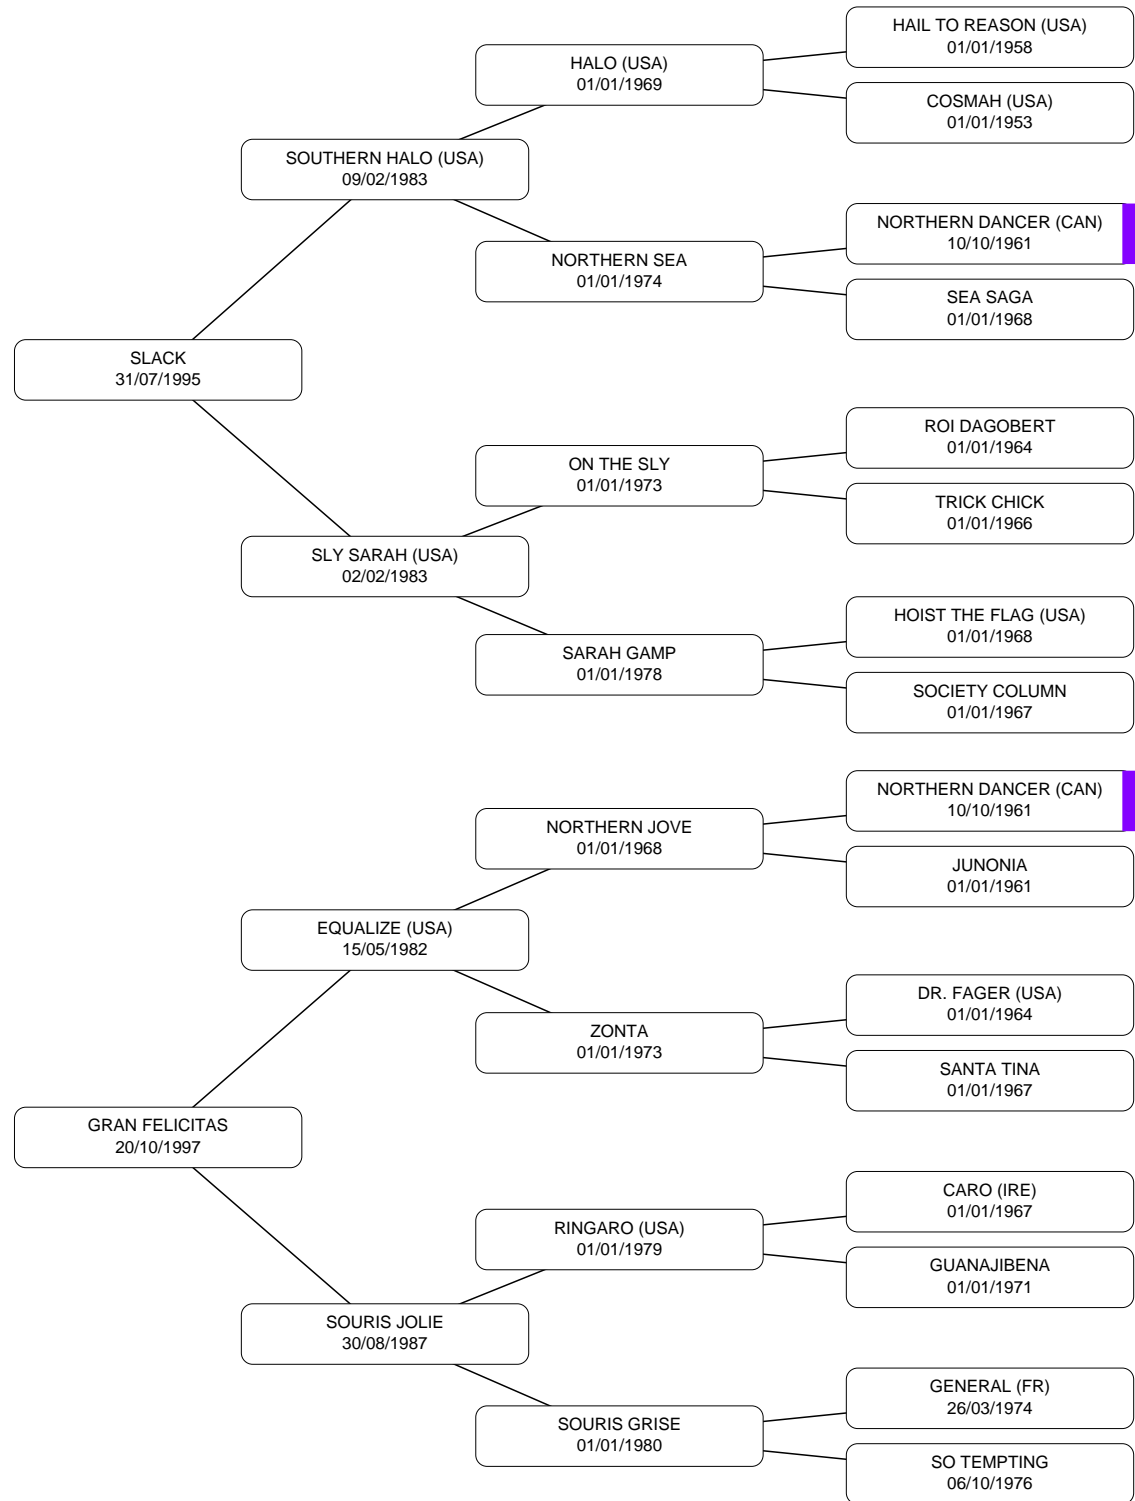 HAIL TO REASON (USA)
01/01/1958
HALO (USA)
01/01/1969
COSMAH (USA)
01/01/1953
SOUTHERN HALO (USA)
09/02/1983
NORTHERN DANCER (CAN)
10/10/1961
NORTHERN SEA
01/01/1974
SEA SAGA
01/01/1968
SLACK
31/07/1995
ROI DAGOBERT
01/01/1964
ON THE SLY
01/01/1973
TRICK CHICK
01/01/1966
SLY SARAH (USA)
02/02/1983
HOIST THE FLAG (USA)
01/01/1968
SARAH GAMP
01/01/1978
SOCIETY COLUMN
01/01/1967
NORTHERN DANCER (CAN)
10/10/1961
NORTHERN JOVE
01/01/1968
JUNONIA
01/01/1961
EQUALIZE (USA)
15/05/1982
DR. FAGER (USA)
01/01/1964
ZONTA
01/01/1973
SANTA TINA
01/01/1967
GRAN FELICITAS
20/10/1997
CARO (IRE)
01/01/1967
RINGARO (USA)
01/01/1979
GUANAJIBENA
01/01/1971
SOURIS JOLIE
30/08/1987
GENERAL (FR)
26/03/1974
SOURIS GRISE
01/01/1980
SO TEMPTING
06/10/1976